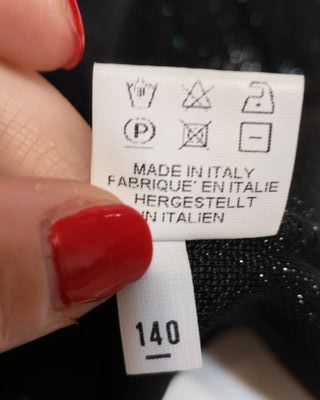 P
MADE IN ITALY
FABRIQUE' EN ITALIE
HERGESTELLT
IN ITALIEN
140